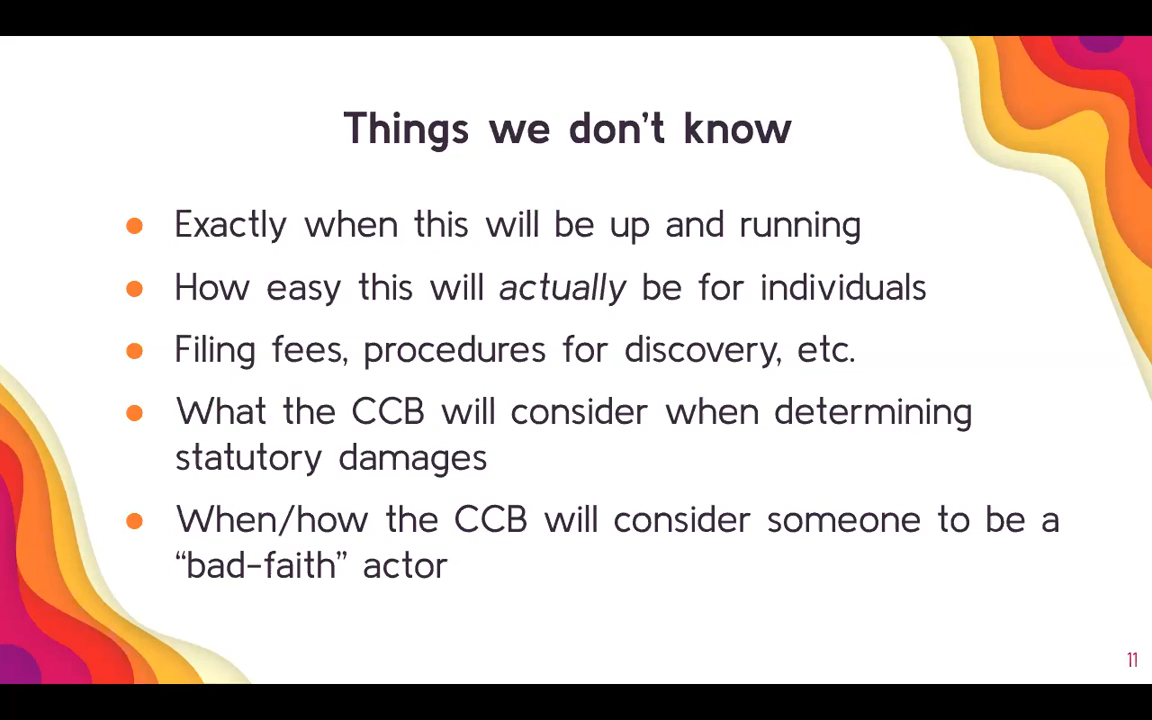 Things we don’t know
● Exactly when this will be up and running
● How easy this will actually be for individuals
● Filing fees, procedures for discovery, etc.
● What the CCB will consider when determining
statutory damages
● When/how the CCB will consider someone to be a
“bad-faith” actor
11